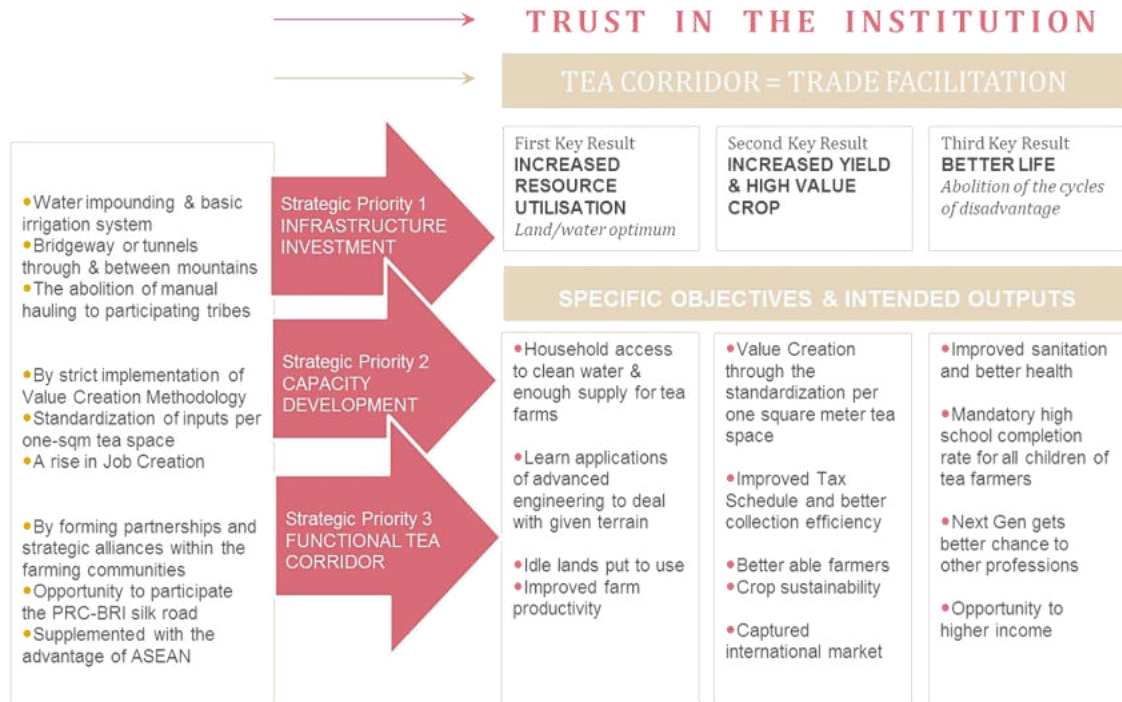 TRUST IN THE INSTITUTION
TEA CORRIDOR = TRADE FACILITATION
•Water impounding & basic
irrigation system
•Bridgeway or tunnels
through & between mountains
•The abolition of manual
hauling to participating tribes
•By strict implementation of
Value Creation Methodology
•Standardization of inputs per
one-sqm tea space
•A rise in Job Creation
•By forming partnerships and
strategic alliances within the
farming communities
•Opportunity to participate
the PRC-BRI silk road
•Supplemented with the
advantage of ASEAN
Strategic Priority 1
INFRASTRUCTURE
INVESTMENT
Strategic Priority 2
CAPACITY
DEVELOPMENT
Strategic Priority 3
FUNCTIONAL TEA
CORRIDOR
First Key Result
INCREASED
RESOURCE
UTILISATION
Land/water optimum
Second Key Result
INCREASED YIELD
& HIGH VALUE
CROP
Third Key Result
BETTER LIFE
Abolition of the cycles
of disadvantage
SPECIFIC OBJECTIVES & INTENDED OUTPUTS
•Household access
to clean water &
enough supply for tea
farms
•Learn applications
of advanced
engineering to deal
with given terrain
•Idle lands put to use
•Improved farm
productivity
•Value Creation
through the
standardization per
one square meter tea
space
•Improved Tax
Schedule and better
collection efficiency
•Better able farmers
•Crop sustainability
•Captured
international market
•Improved sanitation
and better health
•Mandatory high
school completion
rate for all children of
tea farmers
•Next Gen gets
better chance to
other professions
•Opportunity to
higher income